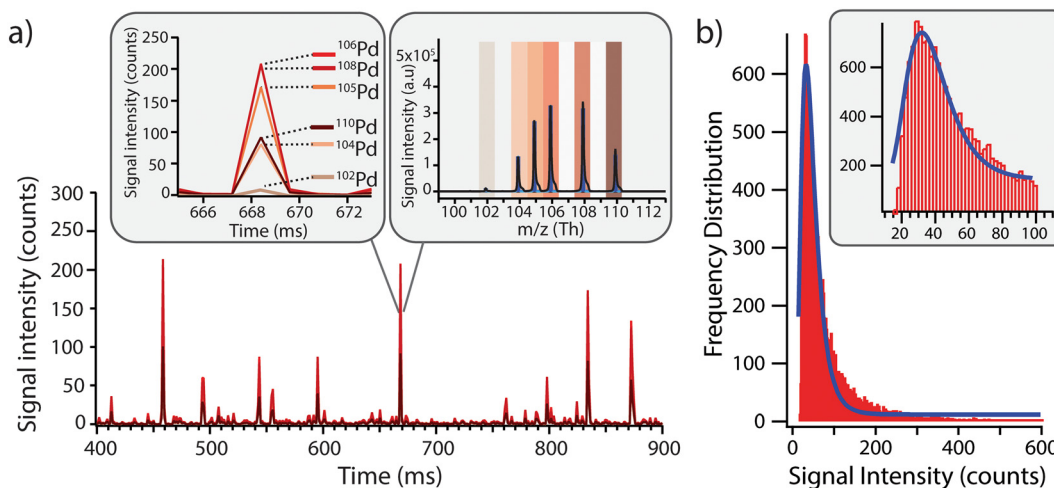 a)
Signal intensity (counts)
250
200
150
100
50
0
666
668
670
672
Time (ms)
¹⁰⁶Pd
¹⁰⁸Pd
¹⁰⁵Pd
¹¹⁰Pd
¹⁰⁴Pd
¹⁰²Pd
Signal intensity (a.u)
5x10⁵
4
3
2
1
0
100 102 104 106 108 110 112
m/z (Th)
Signal intensity (counts)
300
250
200
150
100
50
0
400 500 600 700 800 900
Time (ms)
b)
Frequency Distribution
600
500
400
300
200
100
0
0 200 400 600
Signal Intensity (counts)
800
600
400
200
20 40 60 80 100